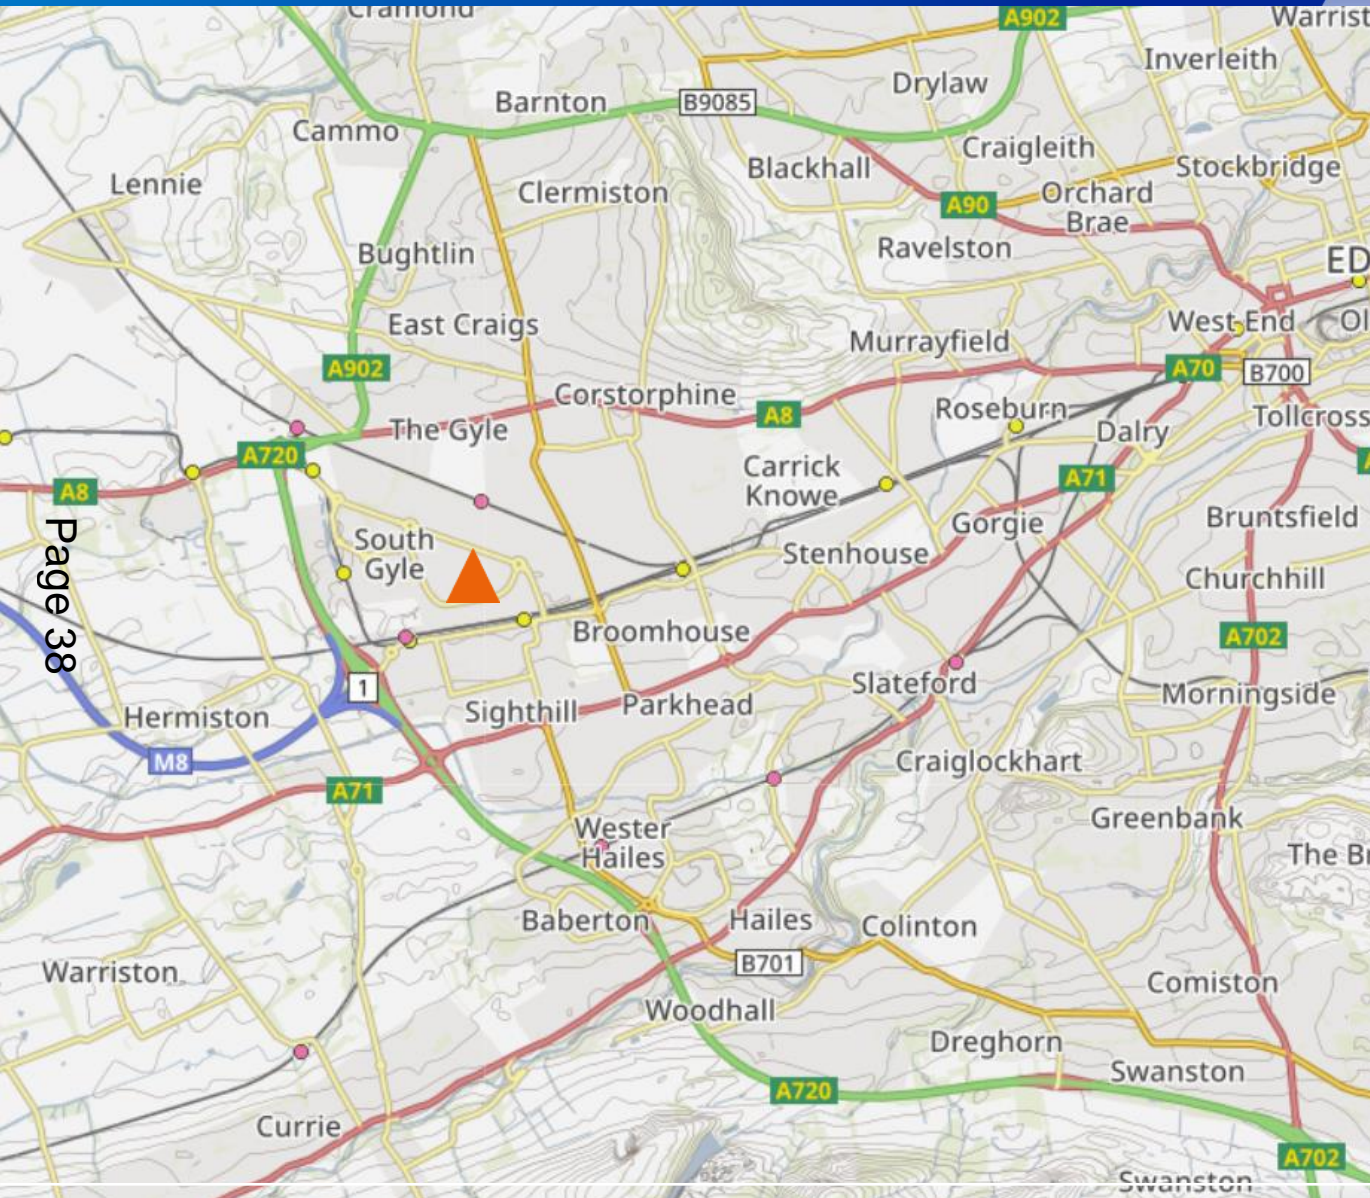 Cramond
A902
Warrist
Inverleith
Drylaw
Barnton
B9085
Cammo
Craigleith
Blackhall
Stockbridge
Lennie
Clermiston
A90
Orchard
Brae
Bughtlin
Ravelston
ED
East Craigs
Murrayfield
West End
Ol
A902
A70
B700
Corstorphine
A8
Roseburn
Tollcross
The Gyle
Dalry
A720
Carrick
Knowe
A71
A8
Page 38
South
Gyle
Gorgie
Bruntsfield
Stenhouse
Churchhill
Broomhouse
A702
1
Slateford
Morningside
Hermiston
Sighthill
Parkhead
M8
Craiglockhart
A71
Greenbank
Wester
Hailes
The Br
Baberton
Hailes
Colinton
B701
Warriston
Comiston
Woodhall
Dreghorn
Swanston
A720
Currie
A702
Swanston